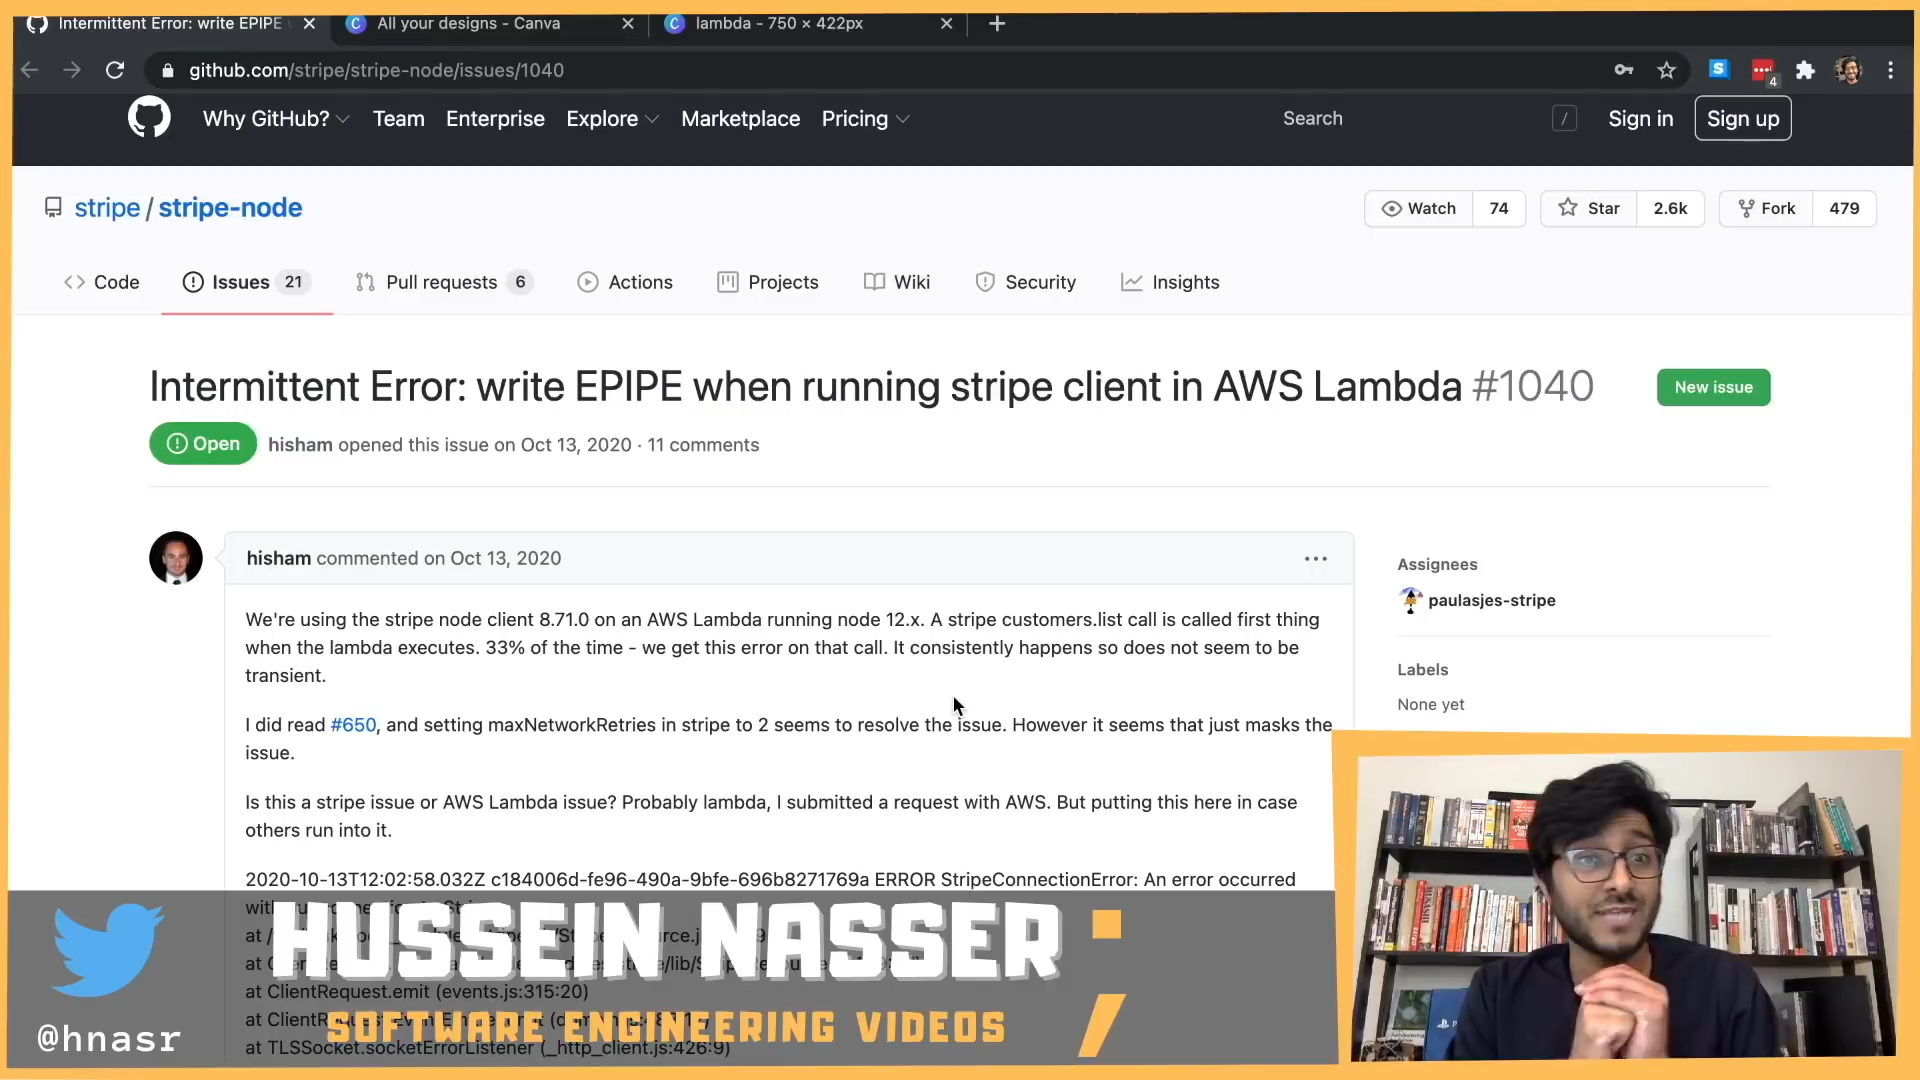 Intermittent Error: write EPIPE
All your designs - Canva
lambda - 750 × 422px
github.com/stripe/stripe-node/issues/1040
4
Why GitHub?
Team
Enterprise
Explore
Marketplace
Pricing
Search
/
Sign in
Sign up
stripe / stripe-node
Watch 74
Star 2.6k
Fork 479
Code
Issues 21
Pull requests 6
Actions
Projects
Wiki
Security
Insights
Intermittent Error: write EPIPE when running stripe client in AWS Lambda #1040
New issue
Open
hisham opened this issue on Oct 13, 2020 · 11 comments
hisham commented on Oct 13, 2020
We're using the stripe node client 8.71.0 on an AWS Lambda running node 12.x. A stripe customers.list call is called first thing
when the lambda executes. 33% of the time - we get this error on that call. It consistently happens so does not seem to be
transient.
I did read #650, and setting maxNetworkRetries in stripe to 2 seems to resolve the issue. However it seems that just masks the
issue.
Is this a stripe issue or AWS Lambda issue? Probably lambda, I submitted a request with AWS. But putting this here in case
others run into it.
2020-10-13T12:02:58.032Z c184006d-fe96-490a-9bfe-696b8271769a ERROR StripeConnectionError: An error occurred
at
at
at ClientRequest.emit (events.js:315:20)
at
at TLSSocket.socketErrorListener (_http_client.js:426:9)
Assignees
paulasjes-stripe
Labels
None yet
@hnasr
HUSSEIN NASSER
SOFTWARE ENGINEERING VIDEOS
;